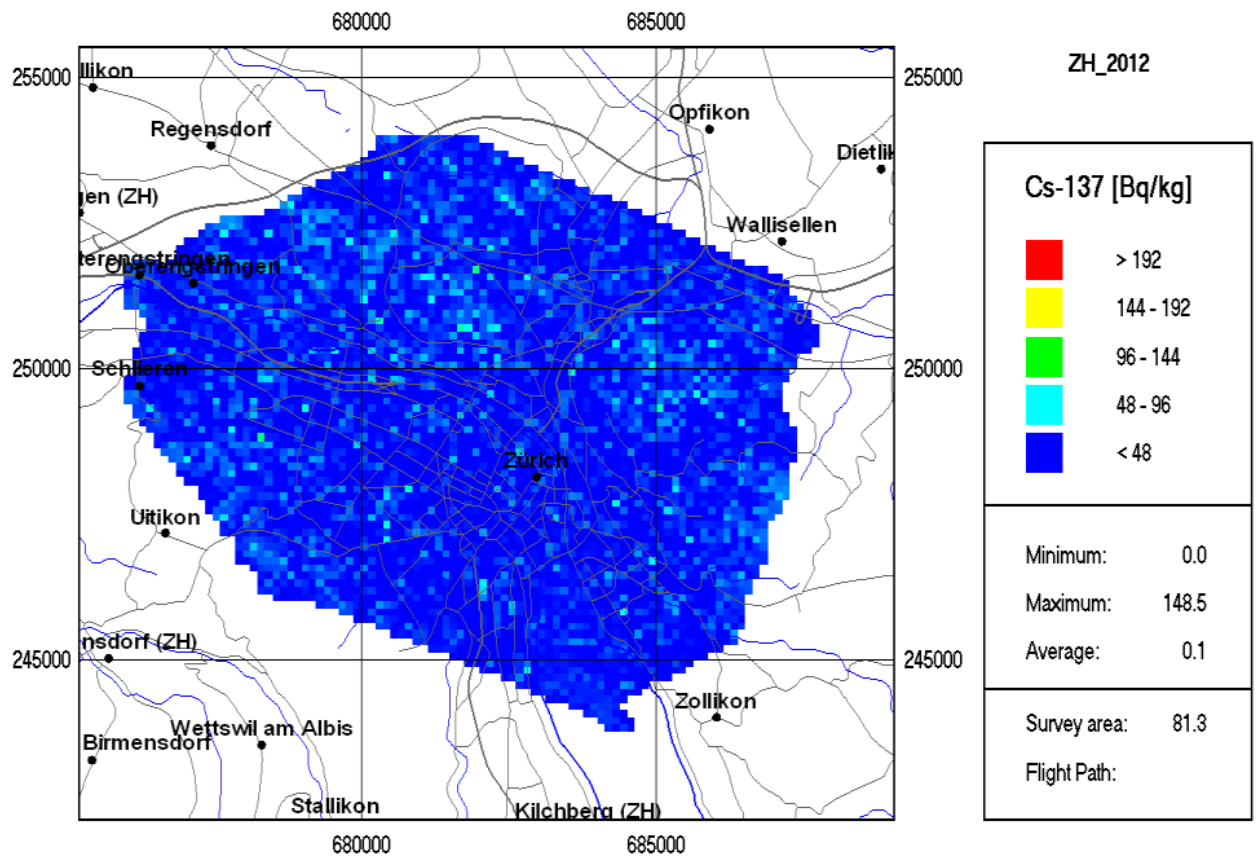 680000 685000
ZH_2012
255000 255000
llikon
Opfikon
Regensdorf
Dietlik
gen (ZH)
Wallisellen
terengstringen
Oberengstringen
250000 250000
Schlieren
Zürich
Uitikon
nsdorf (ZH)
245000 245000
Zollikon
Wettswil am Albis
Birmensdorf
Stallikon
Kilchberg (ZH)
680000 685000
Cs-137 [Bq/kg]
> 192
144 - 192
96 - 144
48 - 96
< 48
Minimum: 0.0
Maximum: 148.5
Average: 0.1
Survey area: 81.3
Flight Path: